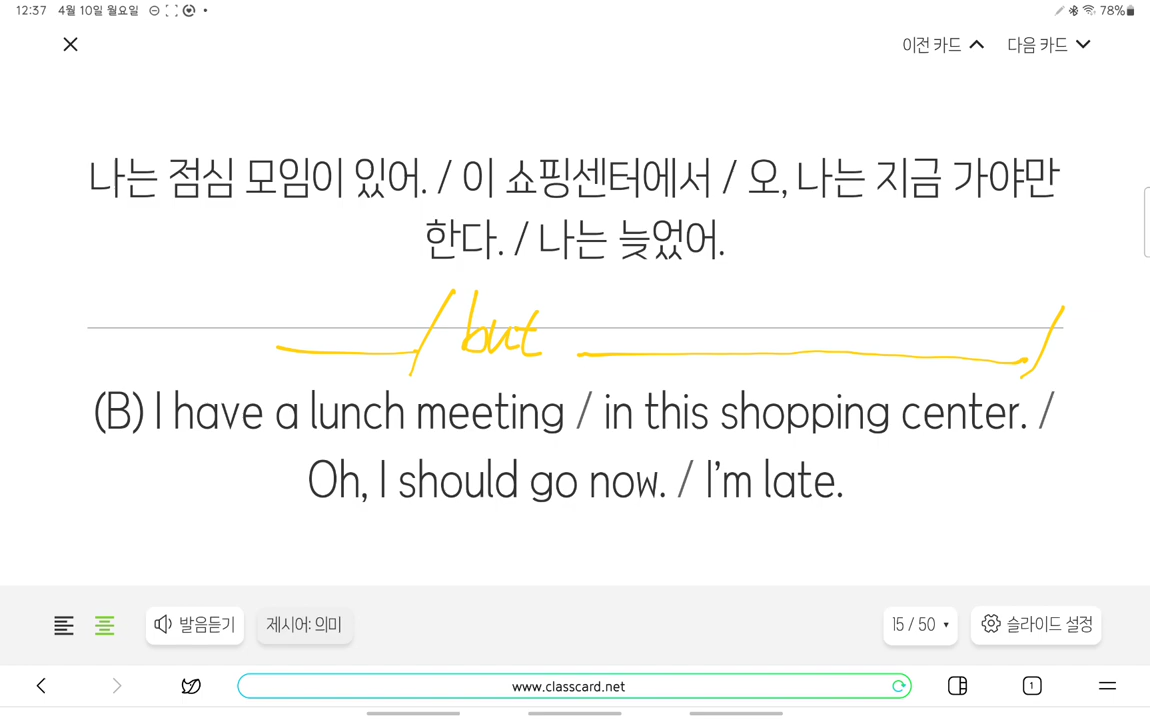 12:37 4월 10일 월요일 78%
이전 카드 다음 카드
나는 점심 모임이 있어. / 이 쇼핑센터에서 / 오, 나는 지금 가야만
한다. / 나는 늦었어.
/ but /
(B) I have a lunch meeting / in this shopping center. /
Oh, I should go now. / I'm late.
발음듣기 제시어: 의미 15 / 50 슬라이드 설정
www.classcard.net 1